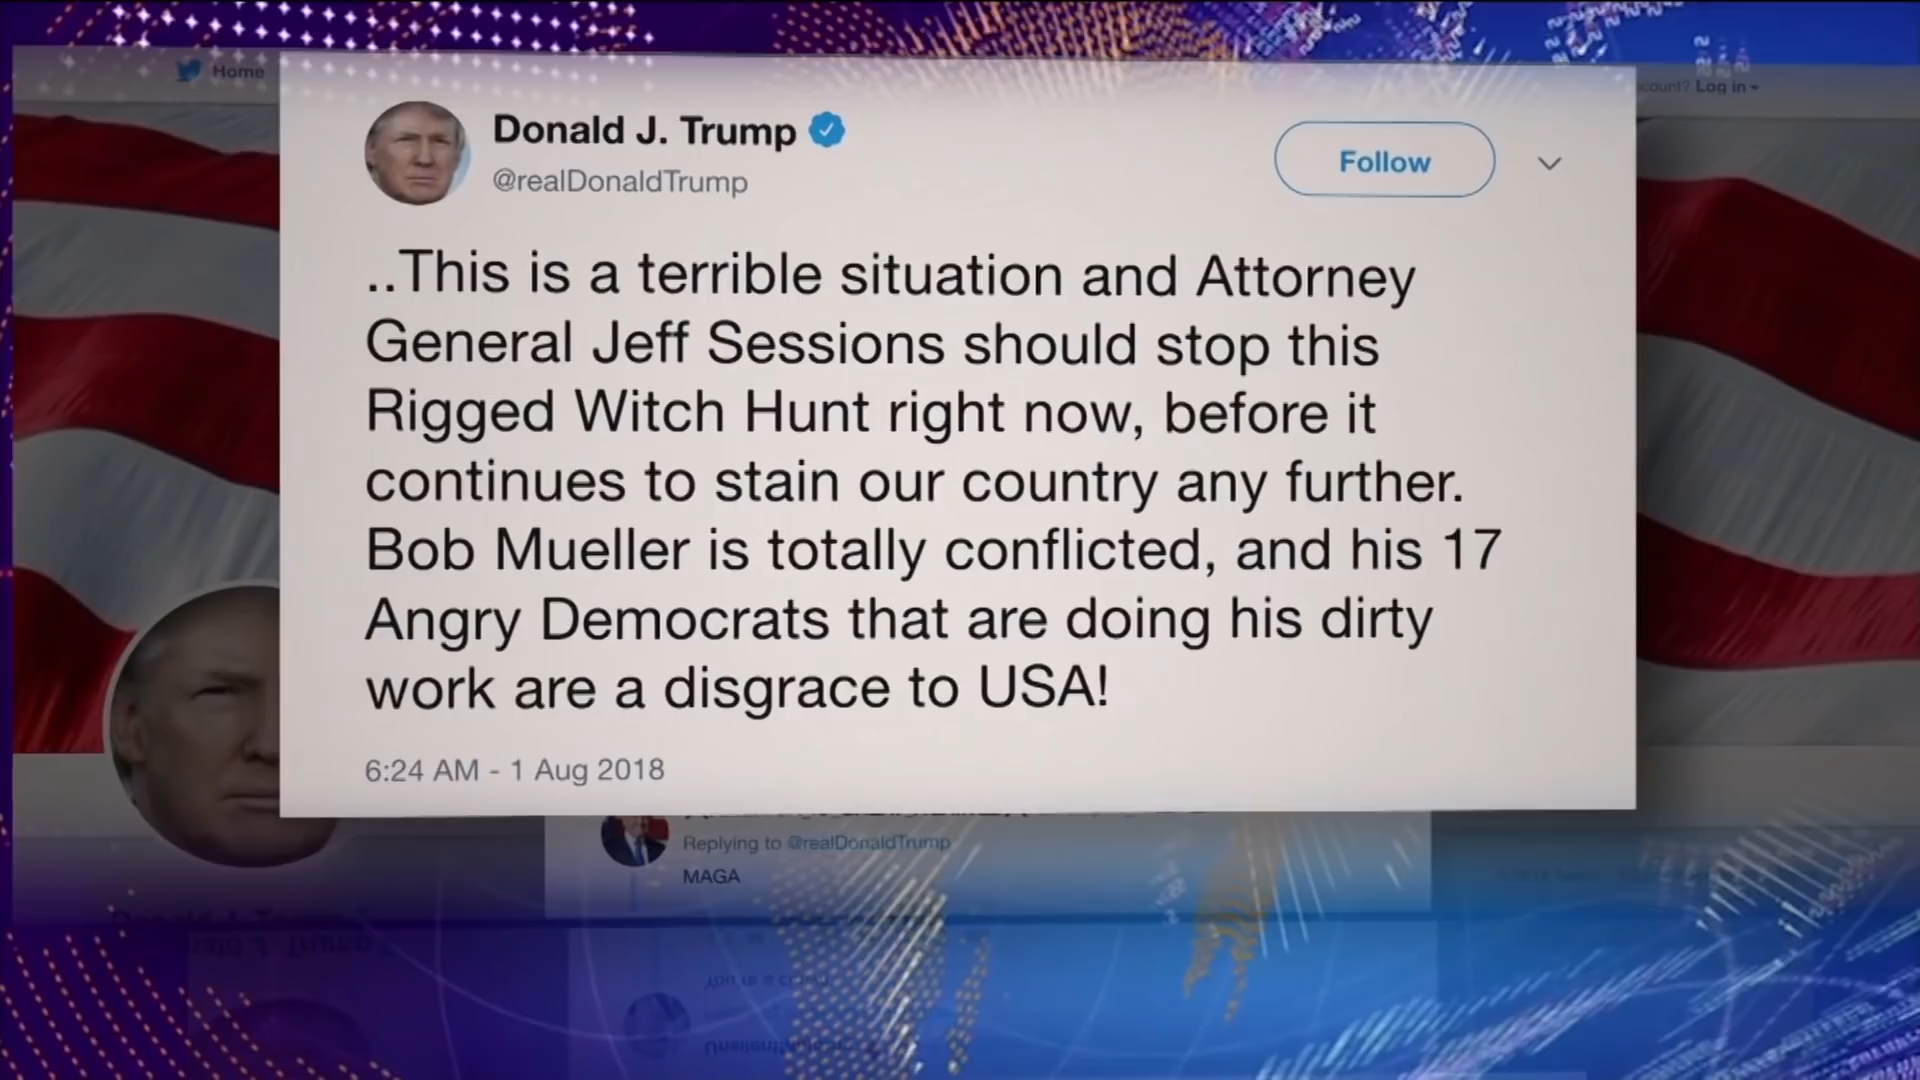 Home
count? Log in
Donald J. Trump
@realDonaldTrump
Follow
..This is a terrible situation and Attorney
General Jeff Sessions should stop this
Rigged Witch Hunt right now, before it
continues to stain our country any further.
Bob Mueller is totally conflicted, and his 17
Angry Democrats that are doing his dirty
work are a disgrace to USA!
6:24 AM - 1 Aug 2018
Replying to @realDonaldTrump
MAGA